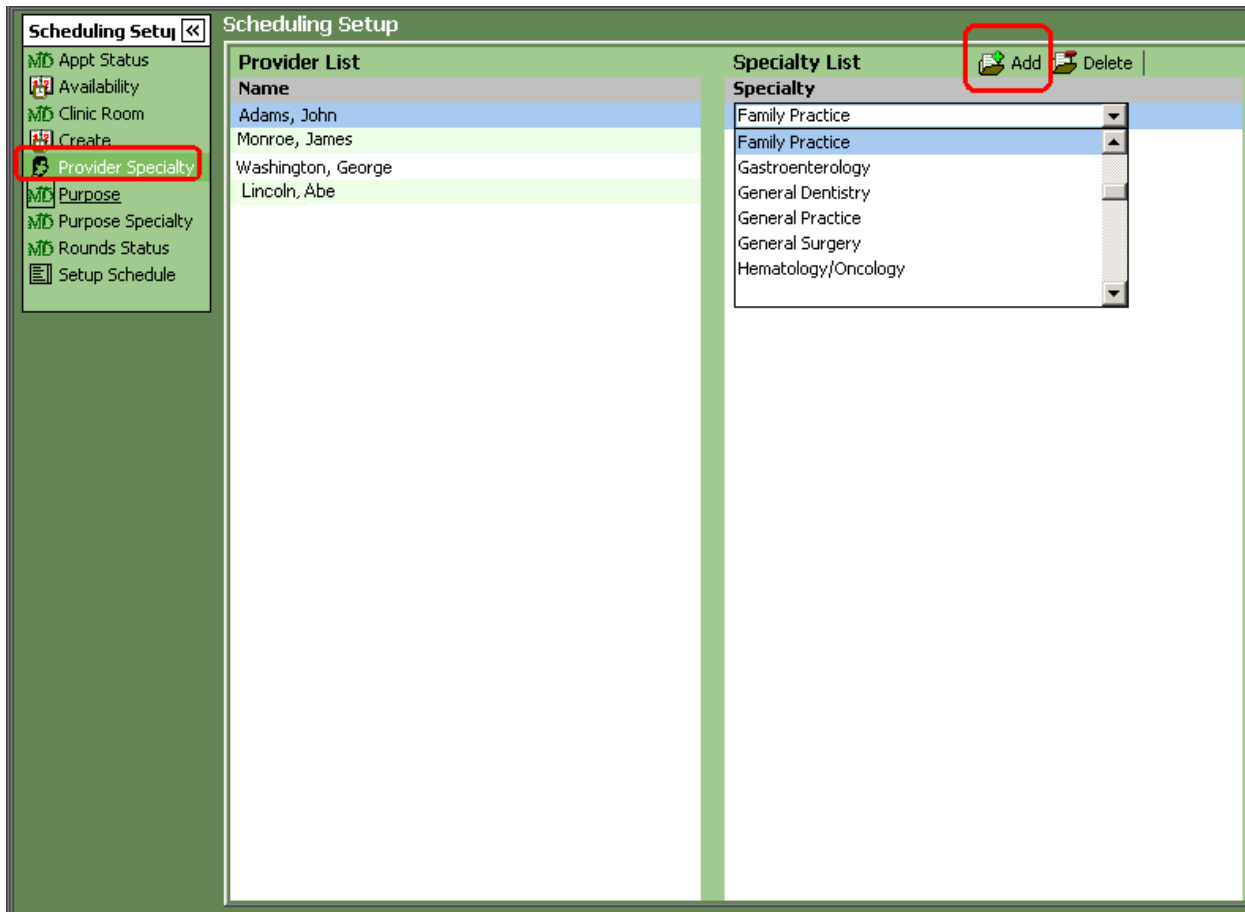 Scheduling Setup
Scheduling Setu
Appt Status
Availability
Clinic Room
Create
Provider Specialty
Purpose
Purpose Specialty
Rounds Status
Setup Schedule
Provider List
Name
Adams, John
Monroe, James
Washington, George
Lincoln, Abe
Specialty List
Add
Delete
Specialty
Family Practice
Family Practice
Gastroenterology
General Dentistry
General Practice
General Surgery
Hematology/Oncology